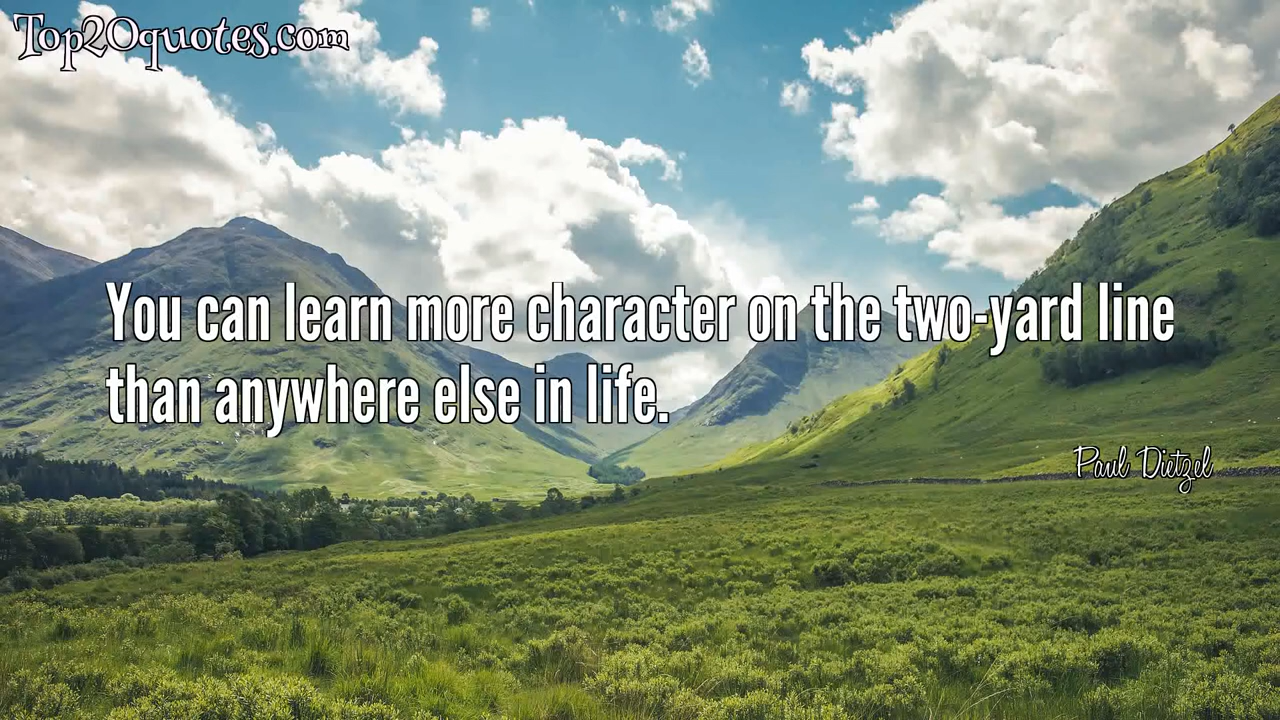 Top20quotes.com
You can learn more character on the two-yard line
than anywhere else in life.
Paul Dietzel